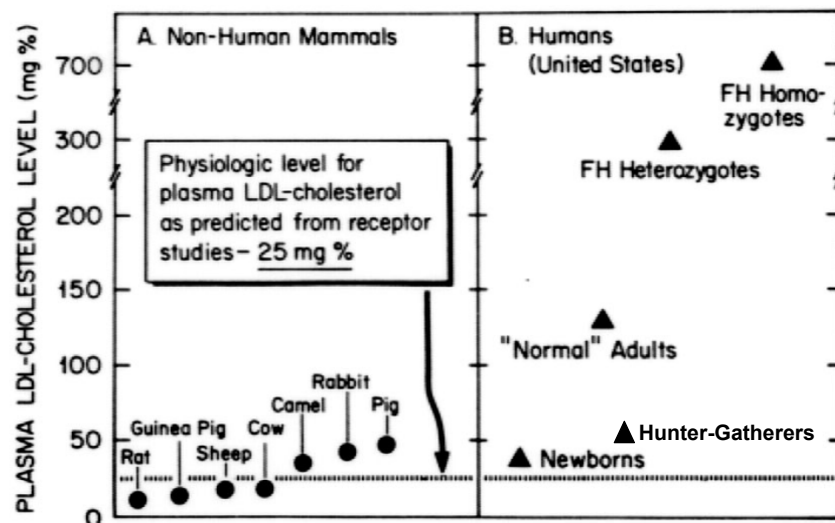 PLASMA LDL-CHOLESTEROL LEVEL (mg %)
700
300
200
150
100
50
0
A. Non-Human Mammals
Physiologic level for
plasma LDL-cholesterol
as predicted from receptor
studies– 25 mg %
Rat
Guinea Pig
Sheep
Cow
Camel
Rabbit
Pig
B. Humans
(United States)
FH Homo-
zygotes
FH Heterozygotes
"Normal" Adults
Hunter-Gatherers
Newborns